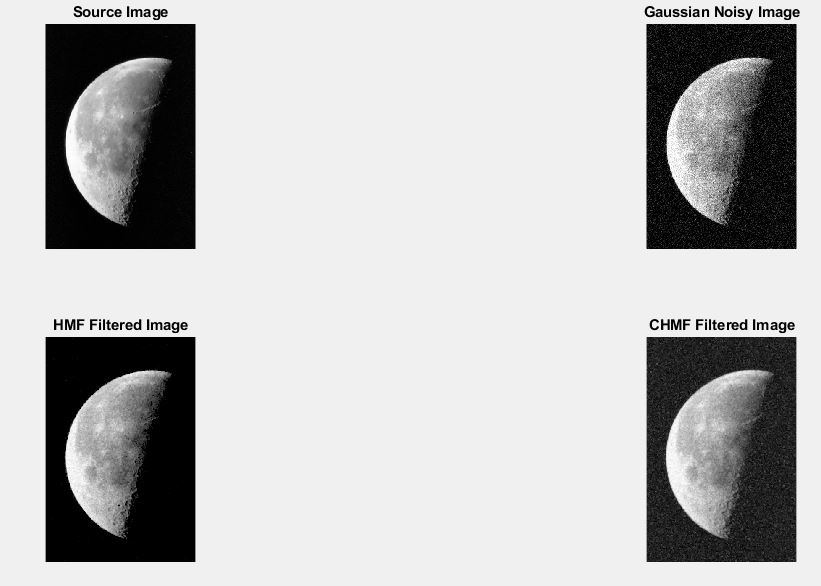 Source Image
Gaussian Noisy Image
HMF Filtered Image
CHMF Filtered Image